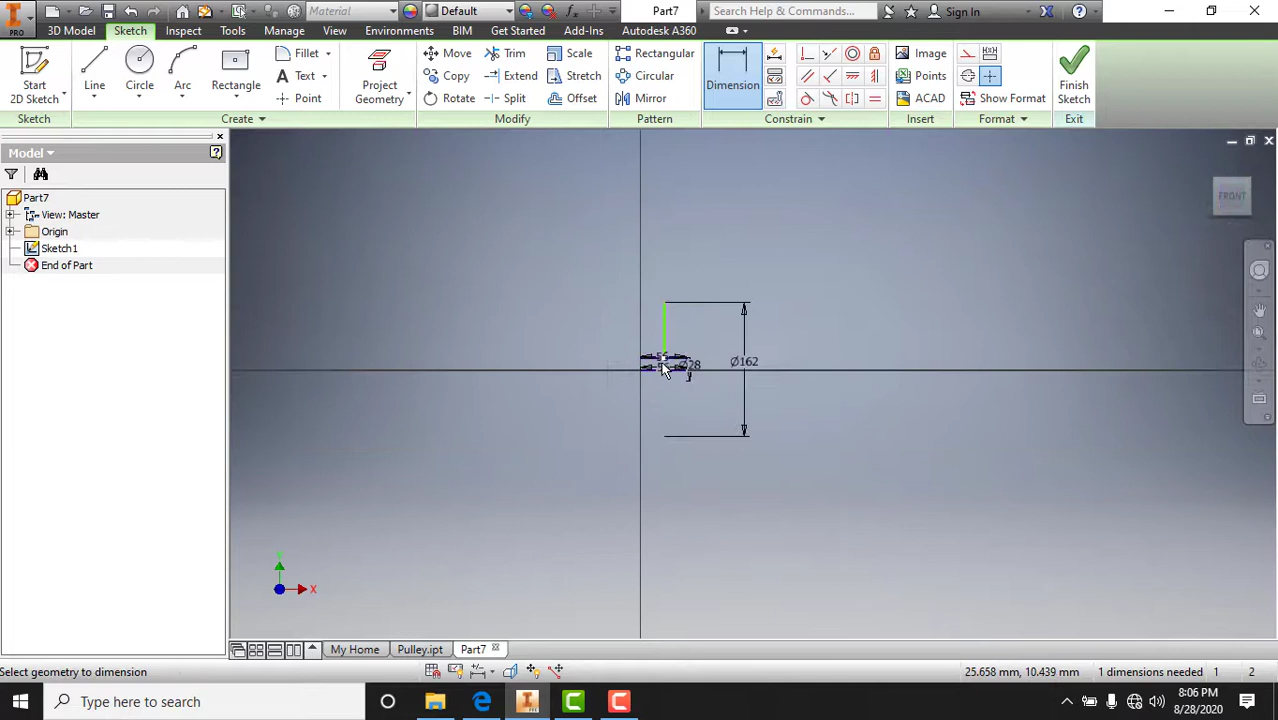 PRO
Material
Default
Part7
Search Help & Commands...
Sign In
3D Model Sketch Inspect Tools Manage View Environments BIM Get Started Add-Ins Autodesk A360
Start
2D Sketch
Line
Circle
Arc
Rectangle
Fillet
Text
Point
Project
Geometry
Move
Copy
Rotate
Trim
Extend
Split
Scale
Stretch
Offset
Rectangular
Circular
Mirror
Dimension
Image
Points
ACAD
Show Format
Finish
Sketch
Sketch Create Modify Pattern Constrain Insert Format Exit
Model
Part7
View: Master
Origin
Sketch1
End of Part
FRONT
Ø28
Ø162
Y
X
My Home Pulley.ipt Part7
Select geometry to dimension
25.658 mm, 10.439 mm 1 dimensions needed 1 2
Type here to search
8:06 PM
8/28/2020